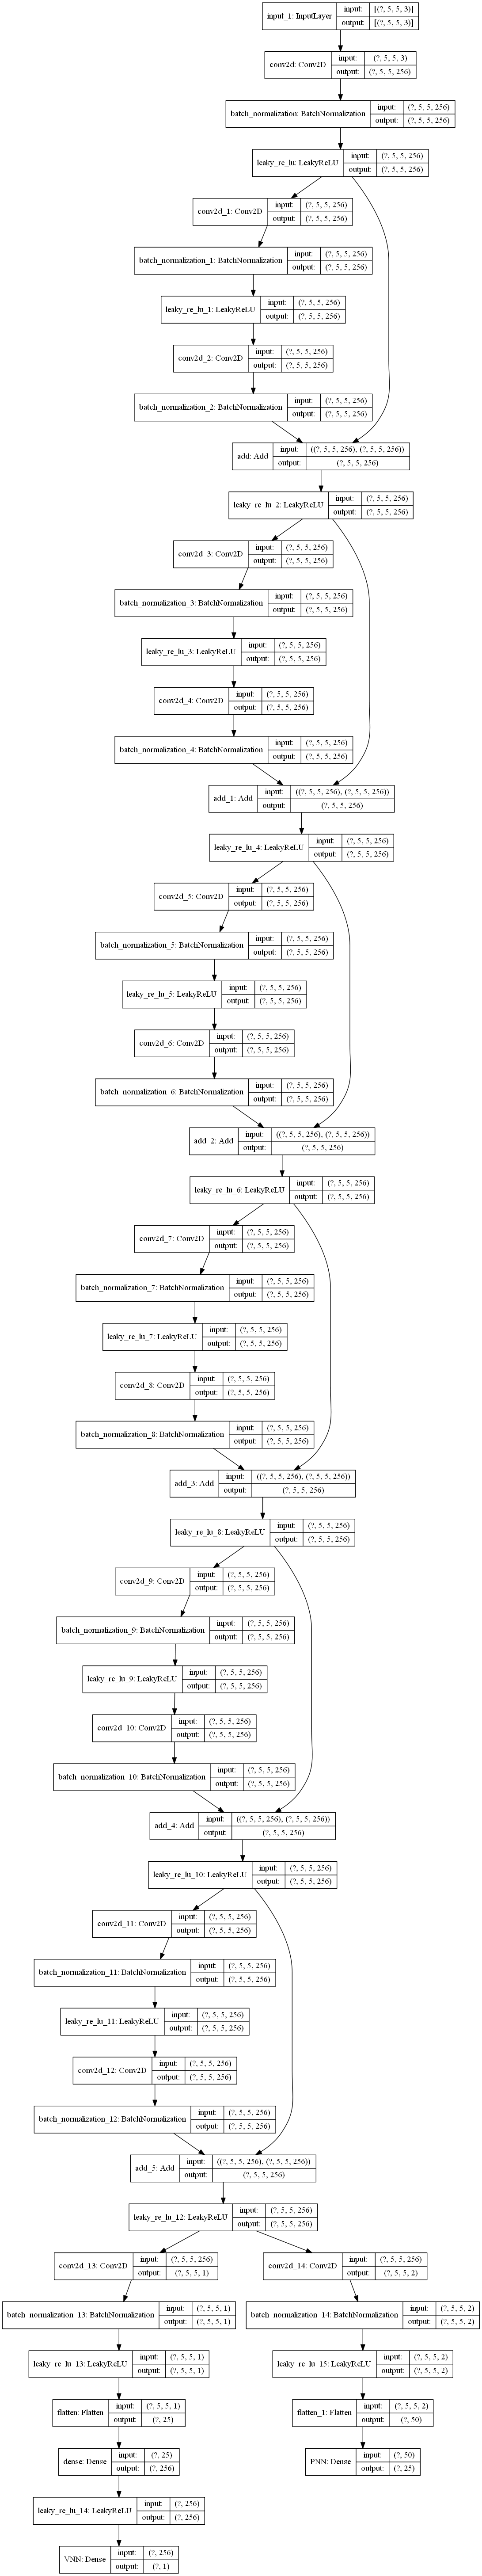 input_1: InputLayer input: [(?, 5, 5, 3)]
output: [(?, 5, 5, 3)]
conv2d: Conv2D input: (?, 5, 5, 3)
output: (?, 5, 5, 256)
batch_normalization: BatchNormalization input: (?, 5, 5, 256)
output: (?, 5, 5, 256)
leaky_re_lu: LeakyReLU input: (?, 5, 5, 256)
output: (?, 5, 5, 256)
conv2d_1: Conv2D input: (?, 5, 5, 256)
output: (?, 5, 5, 256)
batch_normalization_1: BatchNormalization input: (?, 5, 5, 256)
output: (?, 5, 5, 256)
leaky_re_lu_1: LeakyReLU input: (?, 5, 5, 256)
output: (?, 5, 5, 256)
conv2d_2: Conv2D input: (?, 5, 5, 256)
output: (?, 5, 5, 256)
batch_normalization_2: BatchNormalization input: (?, 5, 5, 256)
output: (?, 5, 5, 256)
add: Add input: ((?, 5, 5, 256), (?, 5, 5, 256))
output: (?, 5, 5, 256)
leaky_re_lu_2: LeakyReLU input: (?, 5, 5, 256)
output: (?, 5, 5, 256)
conv2d_3: Conv2D input: (?, 5, 5, 256)
output: (?, 5, 5, 256)
batch_normalization_3: BatchNormalization input: (?, 5, 5, 256)
output: (?, 5, 5, 256)
leaky_re_lu_3: LeakyReLU input: (?, 5, 5, 256)
output: (?, 5, 5, 256)
conv2d_4: Conv2D input: (?, 5, 5, 256)
output: (?, 5, 5, 256)
batch_normalization_4: BatchNormalization input: (?, 5, 5, 256)
output: (?, 5, 5, 256)
add_1: Add input: ((?, 5, 5, 256), (?, 5, 5, 256))
output: (?, 5, 5, 256)
leaky_re_lu_4: LeakyReLU input: (?, 5, 5, 256)
output: (?, 5, 5, 256)
conv2d_5: Conv2D input: (?, 5, 5, 256)
output: (?, 5, 5, 256)
batch_normalization_5: BatchNormalization input: (?, 5, 5, 256)
output: (?, 5, 5, 256)
leaky_re_lu_5: LeakyReLU input: (?, 5, 5, 256)
output: (?, 5, 5, 256)
conv2d_6: Conv2D input: (?, 5, 5, 256)
output: (?, 5, 5, 256)
batch_normalization_6: BatchNormalization input: (?, 5, 5, 256)
output: (?, 5, 5, 256)
add_2: Add input: ((?, 5, 5, 256), (?, 5, 5, 256))
output: (?, 5, 5, 256)
leaky_re_lu_6: LeakyReLU input: (?, 5, 5, 256)
output: (?, 5, 5, 256)
conv2d_7: Conv2D input: (?, 5, 5, 256)
output: (?, 5, 5, 256)
batch_normalization_7: BatchNormalization input: (?, 5, 5, 256)
output: (?, 5, 5, 256)
leaky_re_lu_7: LeakyReLU input: (?, 5, 5, 256)
output: (?, 5, 5, 256)
conv2d_8: Conv2D input: (?, 5, 5, 256)
output: (?, 5, 5, 256)
batch_normalization_8: BatchNormalization input: (?, 5, 5, 256)
output: (?, 5, 5, 256)
add_3: Add input: ((?, 5, 5, 256), (?, 5, 5, 256))
output: (?, 5, 5, 256)
leaky_re_lu_8: LeakyReLU input: (?, 5, 5, 256)
output: (?, 5, 5, 256)
conv2d_9: Conv2D input: (?, 5, 5, 256)
output: (?, 5, 5, 256)
batch_normalization_9: BatchNormalization input: (?, 5, 5, 256)
output: (?, 5, 5, 256)
leaky_re_lu_9: LeakyReLU input: (?, 5, 5, 256)
output: (?, 5, 5, 256)
conv2d_10: Conv2D input: (?, 5, 5, 256)
output: (?, 5, 5, 256)
batch_normalization_10: BatchNormalization input: (?, 5, 5, 256)
output: (?, 5, 5, 256)
add_4: Add input: ((?, 5, 5, 256), (?, 5, 5, 256))
output: (?, 5, 5, 256)
leaky_re_lu_10: LeakyReLU input: (?, 5, 5, 256)
output: (?, 5, 5, 256)
conv2d_11: Conv2D input: (?, 5, 5, 256)
output: (?, 5, 5, 256)
batch_normalization_11: BatchNormalization input: (?, 5, 5, 256)
output: (?, 5, 5, 256)
leaky_re_lu_11: LeakyReLU input: (?, 5, 5, 256)
output: (?, 5, 5, 256)
conv2d_12: Conv2D input: (?, 5, 5, 256)
output: (?, 5, 5, 256)
batch_normalization_12: BatchNormalization input: (?, 5, 5, 256)
output: (?, 5, 5, 256)
add_5: Add input: ((?, 5, 5, 256), (?, 5, 5, 256))
output: (?, 5, 5, 256)
leaky_re_lu_12: LeakyReLU input: (?, 5, 5, 256)
output: (?, 5, 5, 256)
conv2d_13: Conv2D input: (?, 5, 5, 256)
output: (?, 5, 5, 1)
conv2d_14: Conv2D input: (?, 5, 5, 256)
output: (?, 5, 5, 2)
batch_normalization_13: BatchNormalization input: (?, 5, 5, 1)
output: (?, 5, 5, 1)
batch_normalization_14: BatchNormalization input: (?, 5, 5, 2)
output: (?, 5, 5, 2)
leaky_re_lu_13: LeakyReLU input: (?, 5, 5, 1)
output: (?, 5, 5, 1)
leaky_re_lu_15: LeakyReLU input: (?, 5, 5, 2)
output: (?, 5, 5, 2)
flatten: Flatten input: (?, 5, 5, 1)
output: (?, 25)
flatten_1: Flatten input: (?, 5, 5, 2)
output: (?, 50)
dense: Dense input: (?, 25)
output: (?, 256)
PNN: Dense input: (?, 50)
output: (?, 25)
leaky_re_lu_14: LeakyReLU input: (?, 256)
output: (?, 256)
VNN: Dense input: (?, 256)
output: (?, 1)